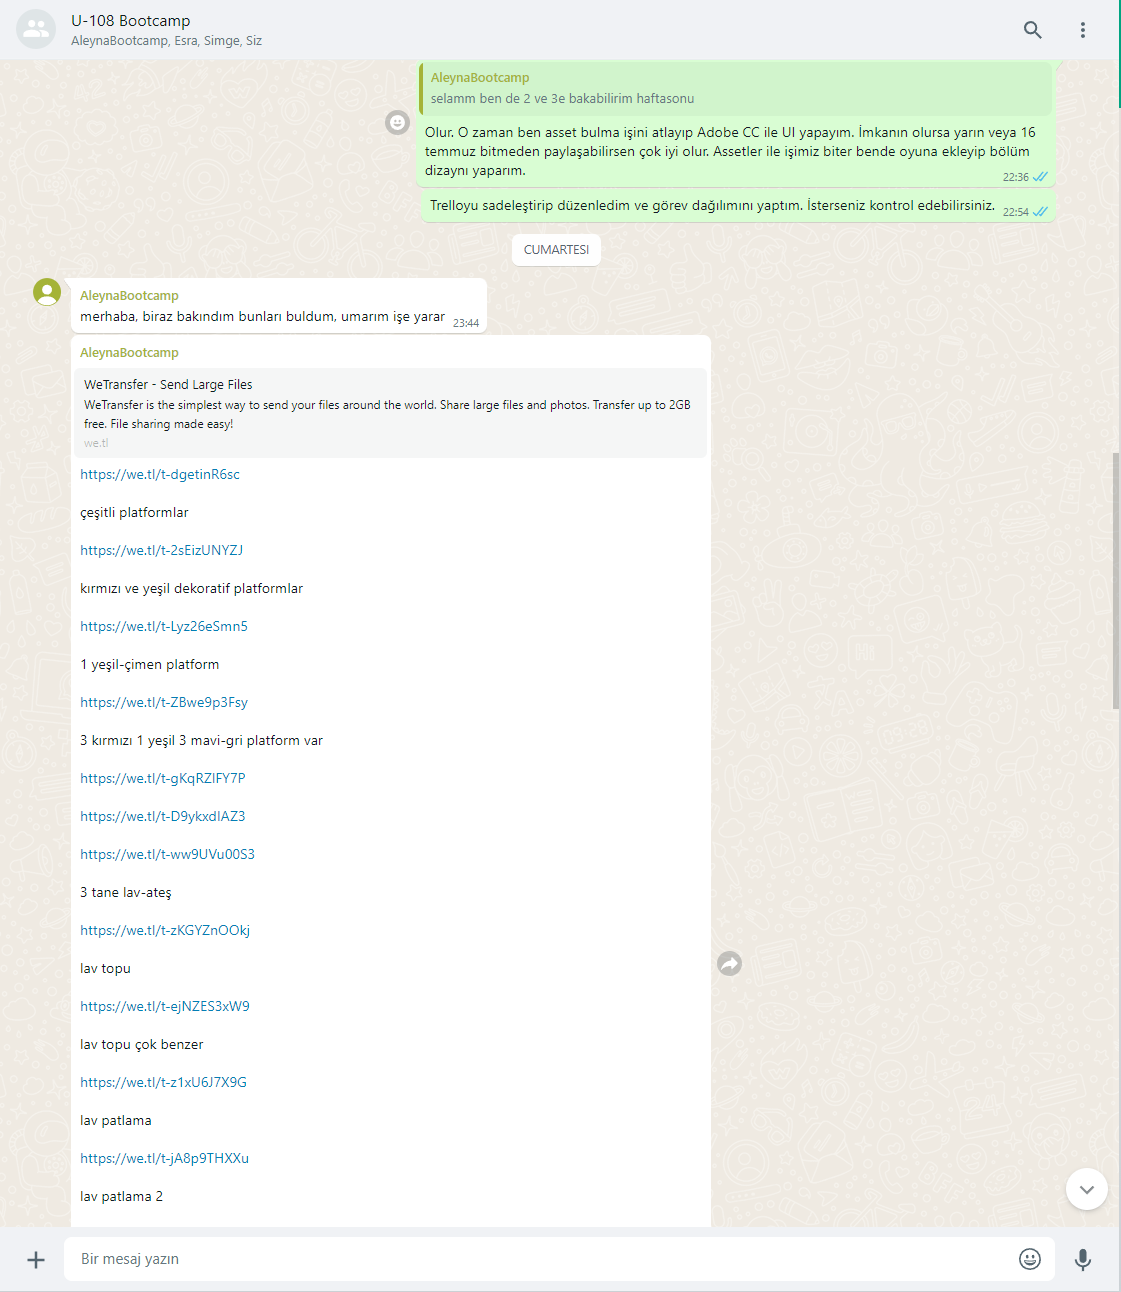 U-108 Bootcamp
AleynaBootcamp, Esra, Simge, Siz
AleynaBootcamp
selamm ben de 2 ve 3e bakabilirim haftasonu
Olur. O zaman ben asset bulma işini atlayıp Adobe CC ile UI yapayım. İmkanın olursa yarın veya 16
temmuz bitmeden paylaşabilirsen çok iyi olur. Assetler ile işimiz biter bende oyuna ekleyip bölüm
dizaynı yaparım.
22:36
Trelloyu sadeleştirip düzenledim ve görev dağılımını yaptım. İsterseniz kontrol edebilirsiniz.
22:54
CUMARTESI
AleynaBootcamp
merhaba, biraz bakındım bunları buldum, umarım işe yarar
23:44
AleynaBootcamp
WeTransfer - Send Large Files
WeTransfer is the simplest way to send your files around the world. Share large files and photos. Transfer up to 2GB
free. File sharing made easy!
we.tl
https://we.tl/t-dgetinR6sc
çeşitli platformlar
https://we.tl/t-2sEizUNYZJ
kırmızı ve yeşil dekoratif platformlar
https://we.tl/t-Lyz26eSmn5
1 yeşil-çimen platform
https://we.tl/t-ZBwe9p3Fsy
3 kırmızı 1 yeşil 3 mavi-gri platform var
https://we.tl/t-gKqRZlFY7P
https://we.tl/t-D9ykxdIAZ3
https://we.tl/t-ww9UVu00S3
3 tane lav-ateş
https://we.tl/t-zKGYZnOOkj
lav topu
https://we.tl/t-ejNZES3xW9
lav topu çok benzer
https://we.tl/t-z1xU6J7X9G
lav patlama
https://we.tl/t-jA8p9THXXu
lav patlama 2
Bir mesaj yazın